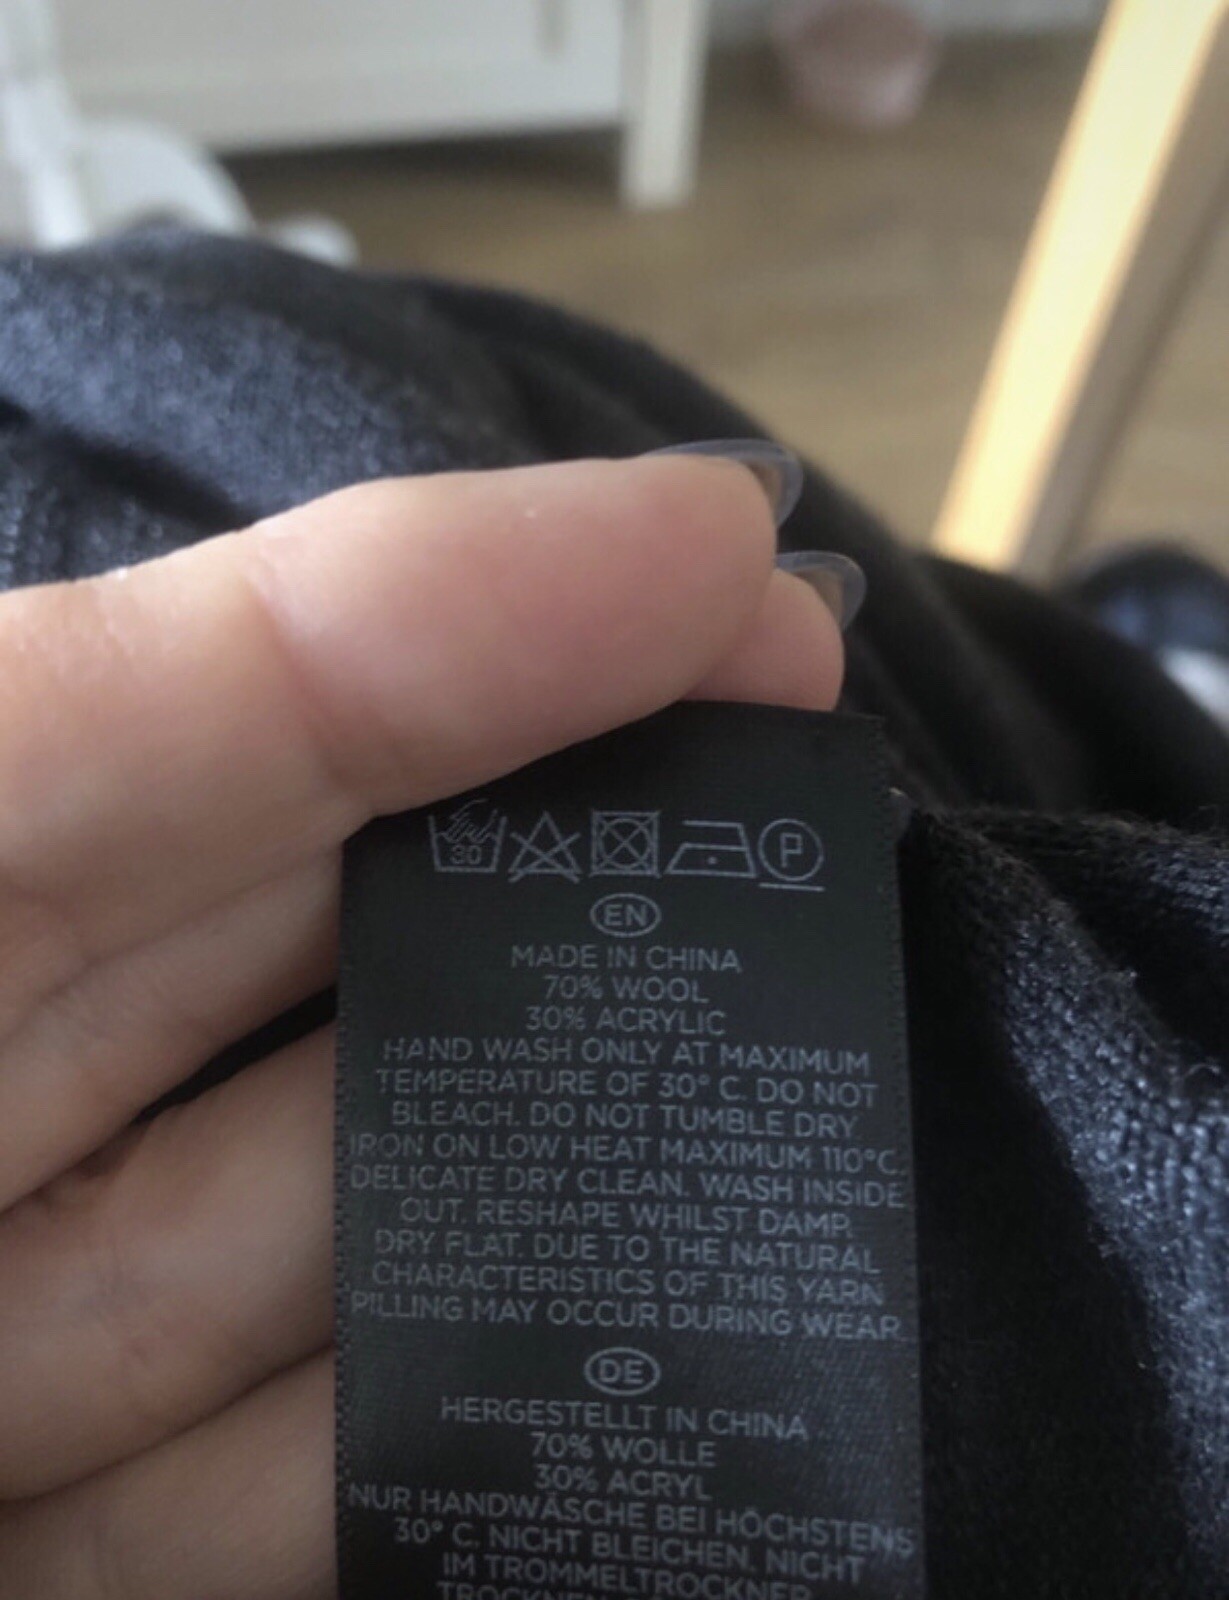 30
P
EN
MADE IN CHINA
70% WOOL
30% ACRYLIC
HAND WASH ONLY AT MAXIMUM
TEMPERATURE OF 30° C. DO NOT
BLEACH. DO NOT TUMBLE DRY
IRON ON LOW HEAT MAXIMUM 110°C.
DELICATE DRY CLEAN. WASH INSIDE
OUT. RESHAPE WHILST DAMP.
DRY FLAT. DUE TO THE NATURAL
CHARACTERISTICS OF THIS YARN
PILLING MAY OCCUR DURING WEAR.
DE
HERGESTELLT IN CHINA
70% WOLLE
30% ACRYL
NUR HANDWÄSCHE BEI HÖCHSTENS
30° C. NICHT BLEICHEN. NICHT
IM TROMMELTROCKNER
TROCKNEN.